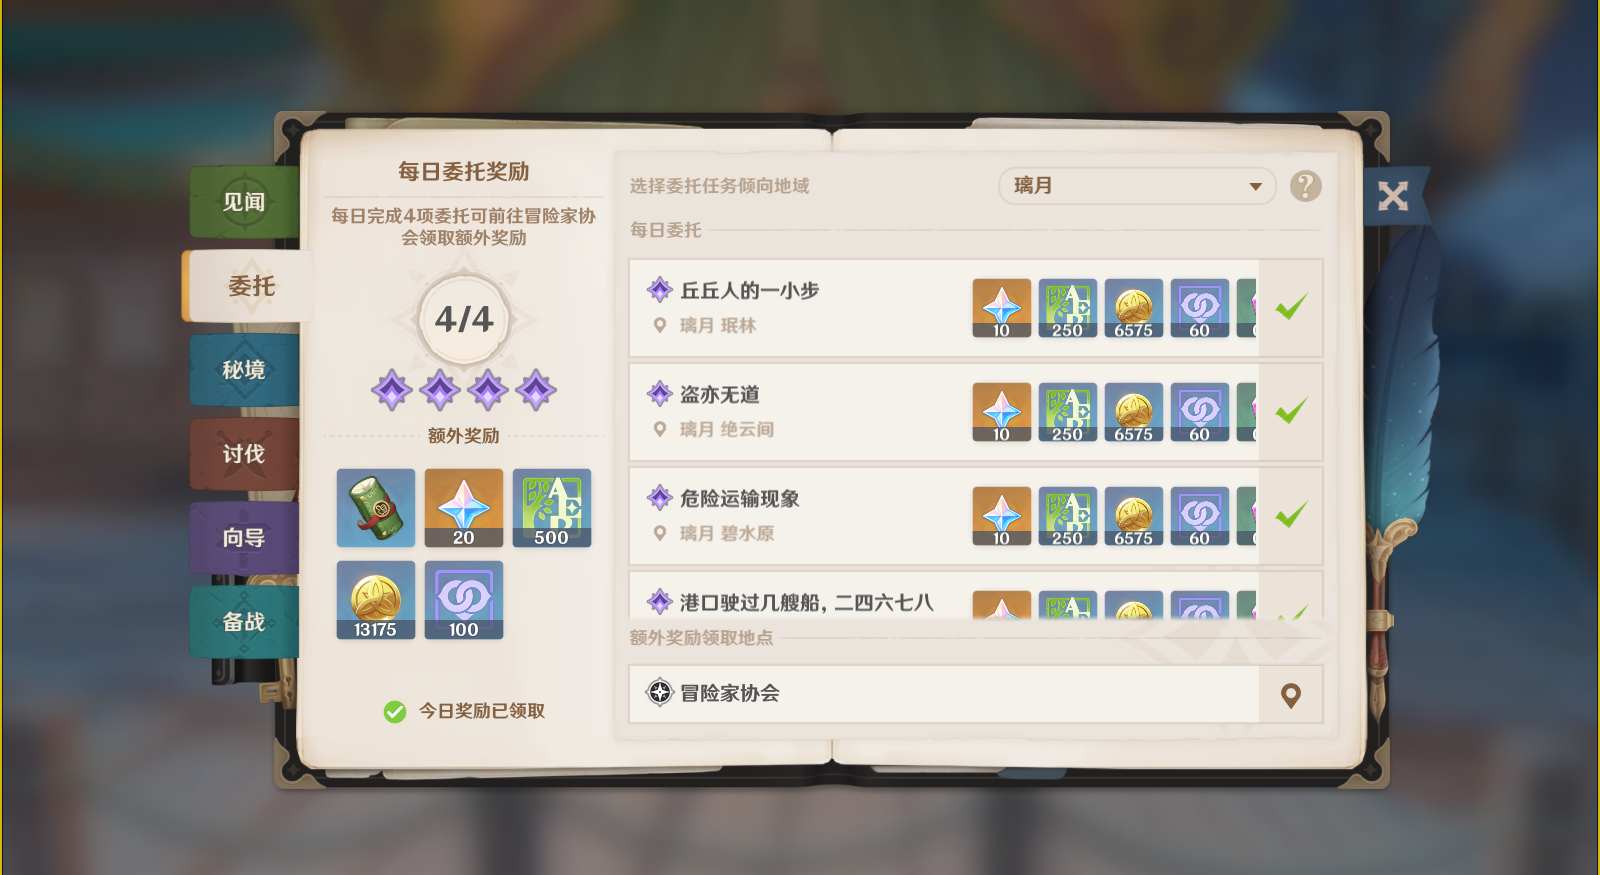 见闻
委托
秘境
讨伐
向导
备战
每日委托奖励
每日完成4项委托可前往冒险家协
会领取额外奖励
4/4
额外奖励
20
500
13175
100
今日奖励已领取
选择委托任务倾向地域
璃月
?
每日委托
丘丘人的一小步
璃月 珉林
10
250
6575
60
盗亦无道
璃月 绝云间
10
250
6575
60
危险运输现象
璃月 碧水原
10
250
6575
60
港口驶过几艘船，二四六七八
额外奖励领取地点
冒险家协会